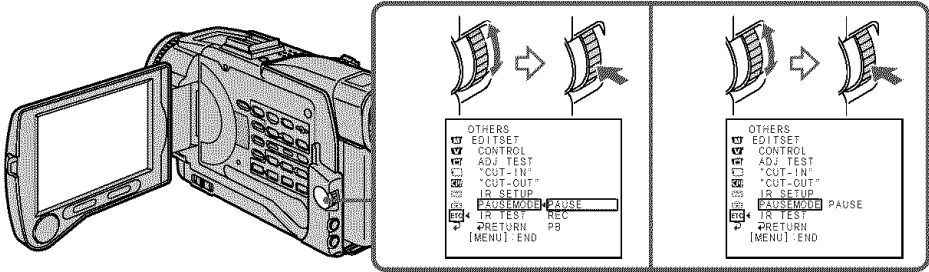 OTHERS
EDITSET
CONTROL
ADJ TEST
"CUT-IN"
"CUT-OUT"
IR SETUP
PAUSEMODE PAUSE
ETC IR TEST REC
RETURN PB
[MENU]:END
OTHERS
EDITSET
CONTROL
ADJ TEST
"CUT-IN"
"CUT-OUT"
IR SETUP
PAUSEMODE PAUSE
ETC IR TEST
RETURN
[MENU]:END